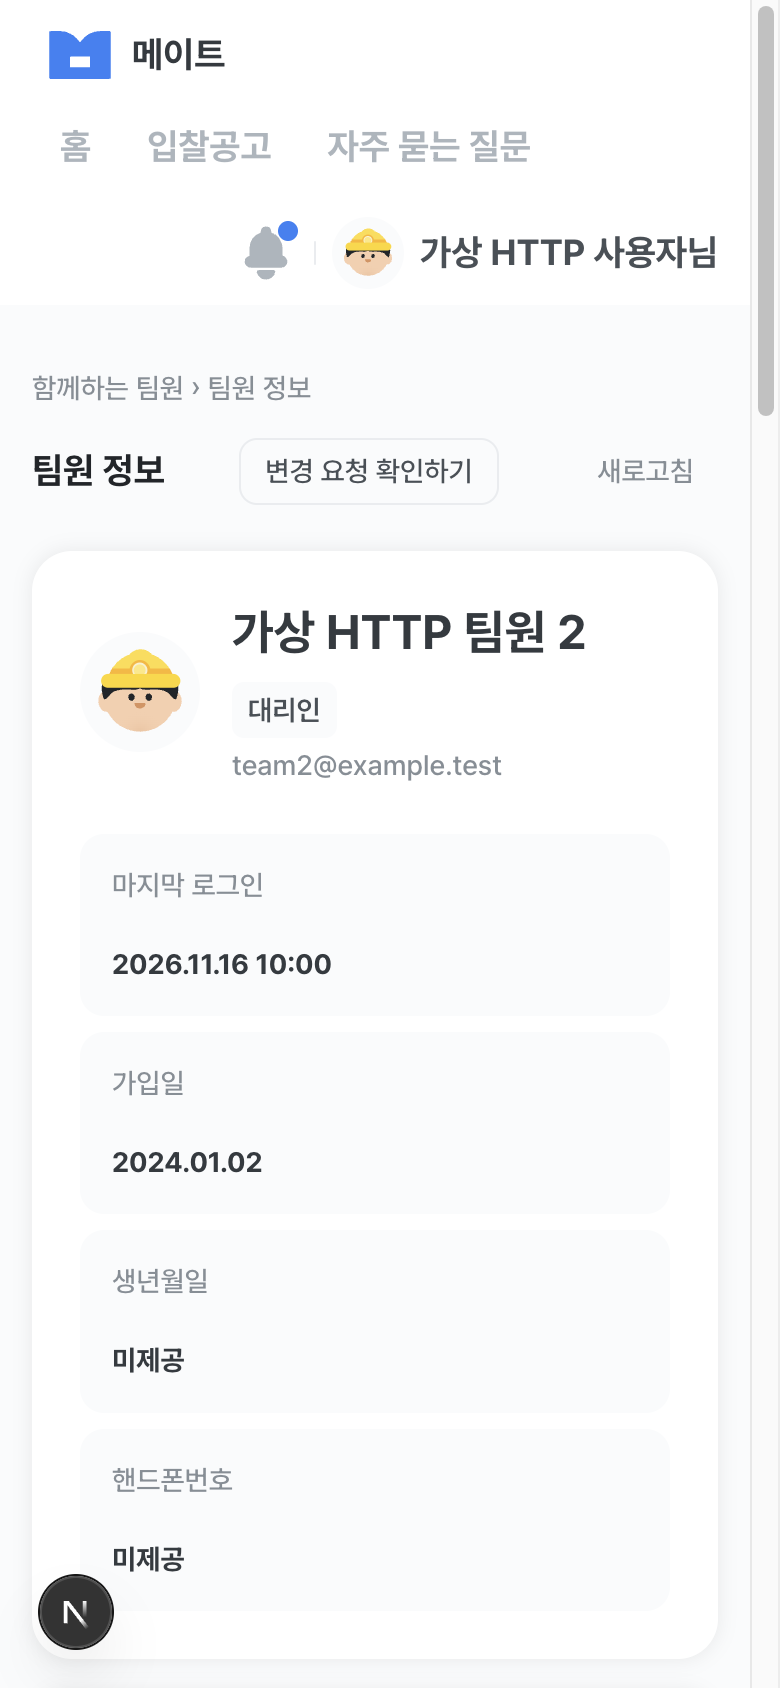 메이트
홈 입찰공고 자주 묻는 질문
가상 HTTP 사용자님
함께하는 팀원 › 팀원 정보
팀원 정보 변경 요청 확인하기 새로고침
가상 HTTP 팀원 2
대리인
team2@example.test
마지막 로그인
2026.11.16 10:00
가입일
2024.01.02
생년월일
미제공
핸드폰번호
미제공
N